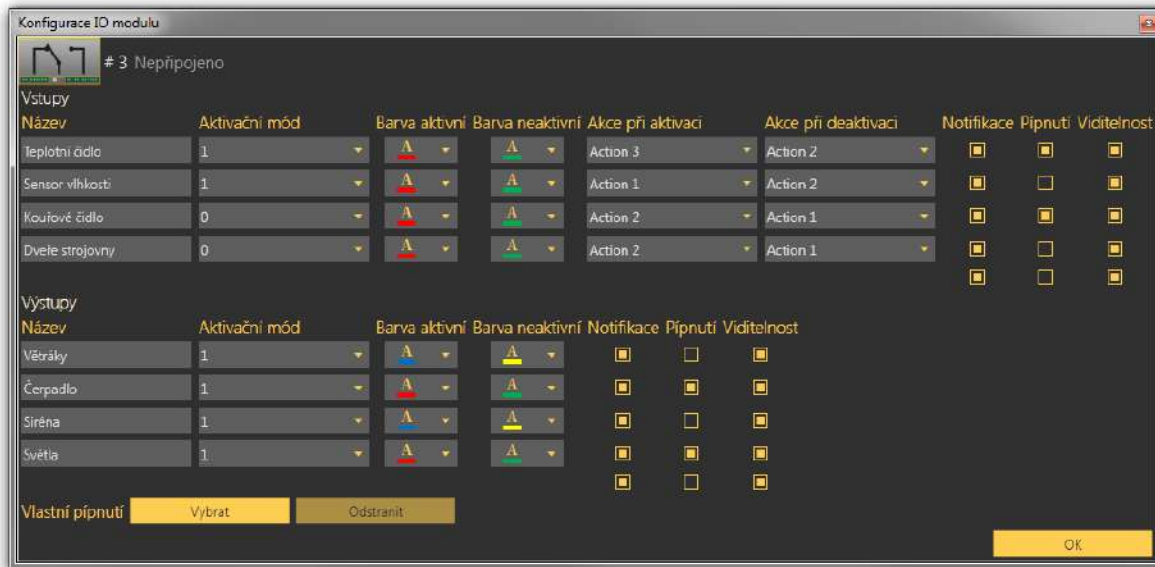 Konfigurace IO modulu
# 3 Nepřipojeno
Vstupy
Název Aktivační mód Barva aktivní Barva neaktivní Akce při aktivaci Akce při deaktivaci Notifikace Pípnutí Viditelnost
Teplotní čidlo 1 A A Action 3 Action 2
Sensor vlhkosti 1 A A Action 1 Action 2
Kouřové čidlo 0 A A Action 2 Action 1
Dveře strojovny 0 A A Action 2 Action 1
Výstupy
Název Aktivační mód Barva aktivní Barva neaktivní Notifikace Pípnutí Viditelnost
Větráky 1 A A
Čerpadlo 1 A A
Siréna 1 A A
Světla 1 A A
Vlastní pípnutí Vybrat Odstranit
OK